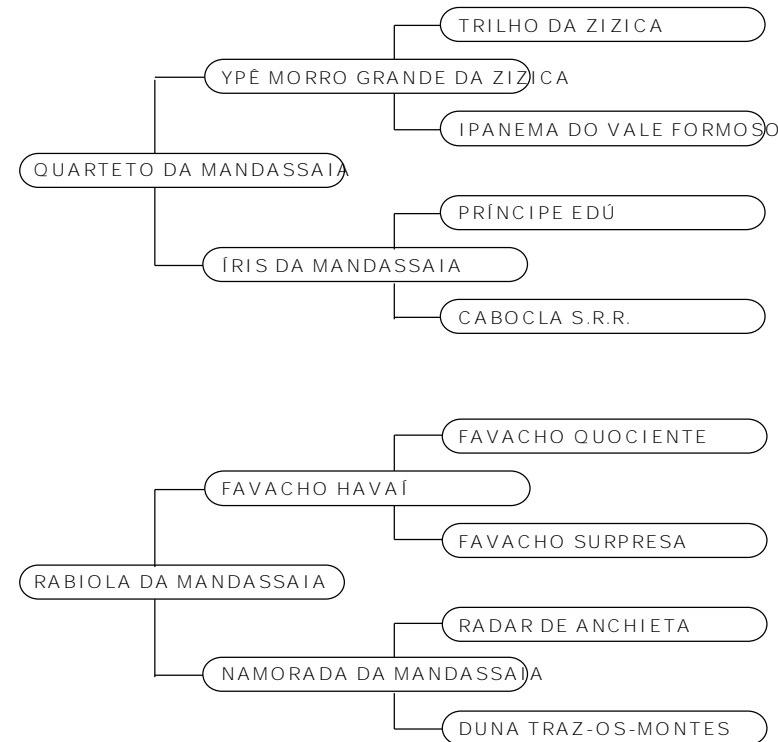 TRILHO DA ZIZICA
YPÊ MORRO GRANDE DA ZIZICA
IPANEMA DO VALE FORMOSO
QUARTETO DA MANDASSAIA
PRÍNCIPE EDÚ
ÍRIS DA MANDASSAIA
CABOCLA S.R.R.
FAVACHO QUOCIENTE
FAVACHO HAVAÍ
FAVACHO SURPRESA
RABIOLA DA MANDASSAIA
RADAR DE ANCHIETA
NAMORADA DA MANDASSAIA
DUNA TRAZ-OS-MONTES